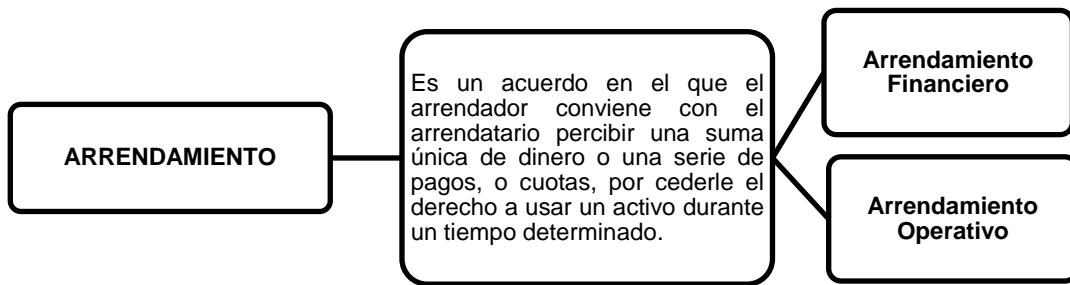 ARRENDAMIENTO
Es un acuerdo en el que el
arrendador conviene con el
arrendatario percibir una suma
única de dinero o una serie de
pagos, o cuotas, por cederle el
derecho a usar un activo durante
un tiempo determinado.
Arrendamiento
Financiero
Arrendamiento
Operativo